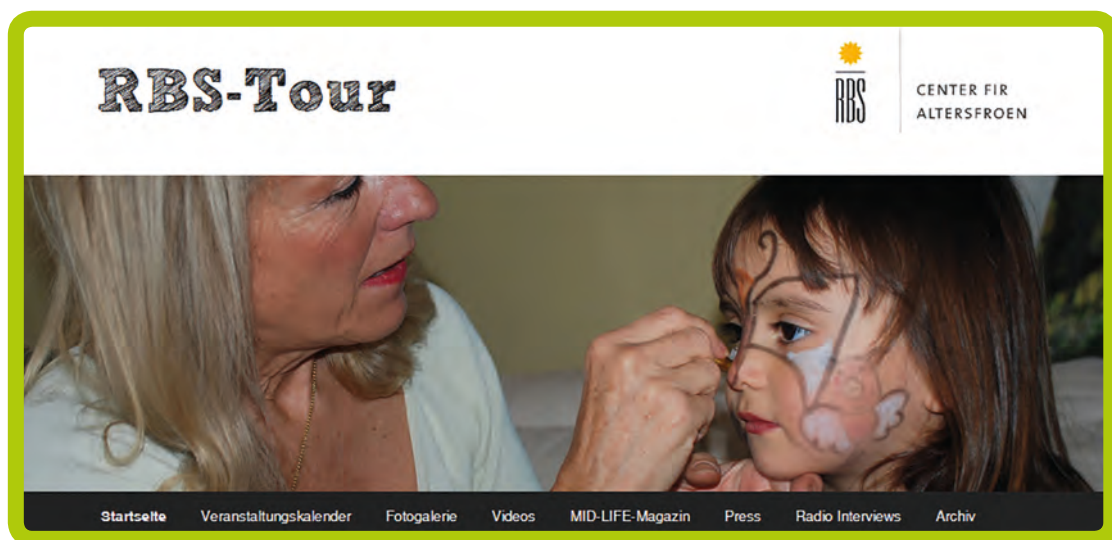 RBS-Tour
RBS
CENTER FIR
ALTERSFROEN
Startseite Veranstaltungskalender Fotogalerie Videos MID-LIFE-Magazin Press Radio Interviews Archiv